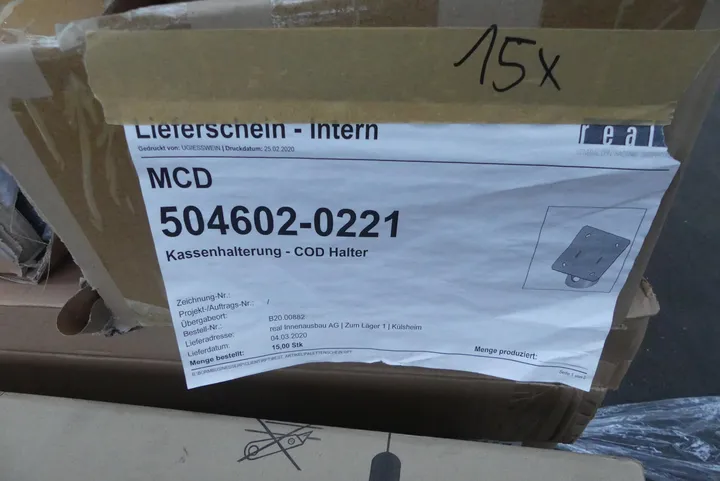 15x
Lieferschein - Intern
real
Gedruckt von: UGIESSWEIN | Druckdatum: 25.02.2020
MCD
504602-0221
Kassenhalterung - COD Halter
Zeichnung-Nr.:
Projekt-/Auftrags-Nr.: /
Übergabeort:
Bestell-Nr.: B20.00882
Lieferadresse: real Innenausbau AG | Zum Läger 1 | Külsheim
Lieferdatum: 04.03.2020
Menge bestellt: 15,00 Stk
Menge produziert: